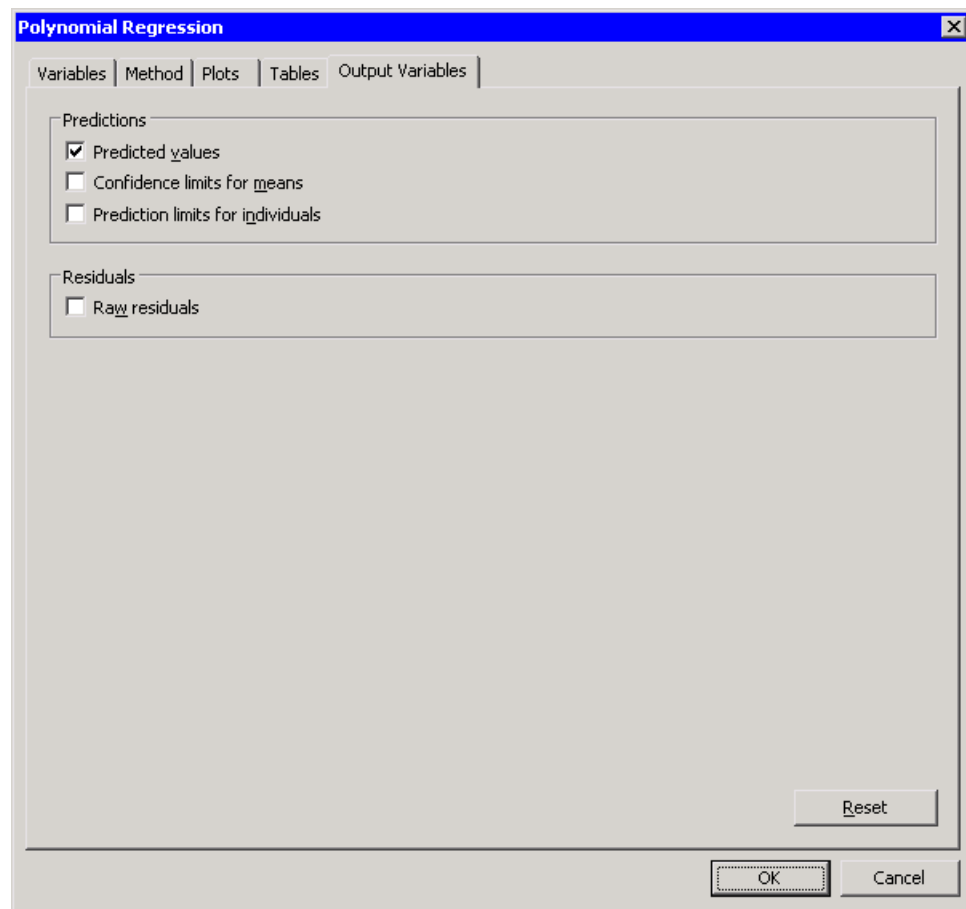 Polynomial Regression
Variables Method Plots Tables Output Variables
Predictions
Predicted values
Confidence limits for means
Prediction limits for individuals
Residuals
Raw residuals
Reset
OK Cancel